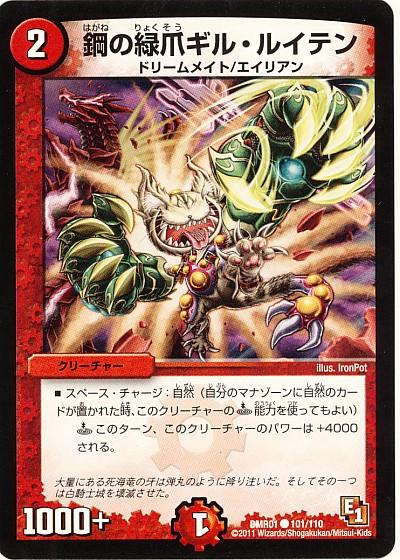 2
はがね りょくそう
鋼の緑爪ギル・ルイテン
ドリームメイト/エイリアン
illus. IronPot
クリーチャー
■ スペース・チャージ：自然（自分のマナゾーンに自然のカー
ドが置かれた時、このクリーチャーの 能力を使ってもよい）
このターン、このクリーチャーのパワーは +4000
される。
大量にある死海竜の牙は弾丸のように降り注いだ。そしてその一つ
は白騎士城を壊滅させた。
1000+
1
DMR01 ● 101/110
©2011 Wizards/Shogakukan/Mitsui-Kids
E1